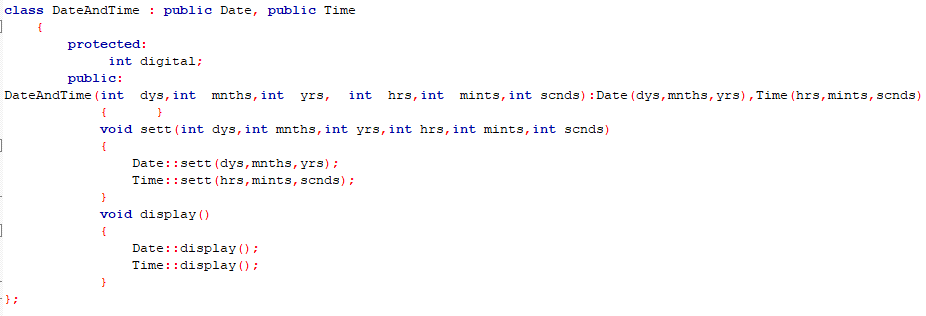 class DateAndTime : public Date, public Time
{
protected:
int digital;
public:
DateAndTime(int dys,int mnths,int yrs, int hrs,int mints,int scnds):Date(dys,mnths,yrs),Time(hrs,mints,scnds)
{ }
void sett(int dys,int mnths,int yrs,int hrs,int mints,int scnds)
{
Date::sett(dys,mnths,yrs);
Time::sett(hrs,mints,scnds);
}
void display()
{
Date::display();
Time::display();
}
};